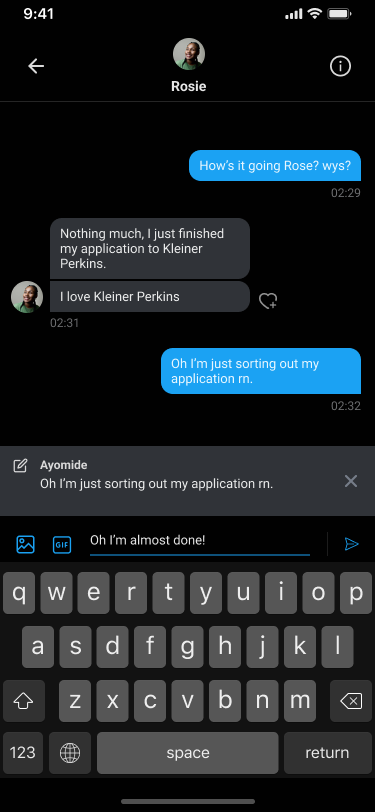 9:41
Rosie
How's it going Rose? wys?
02:29
Nothing much, I just finished
my application to Kleiner
Perkins.
I love Kleiner Perkins
02:31
Oh I'm just sorting out my
application rn.
02:32
Ayomide
Oh I'm just sorting out my application rn.
GIF
Oh I'm almost done!
q w e r t y u i o p
a s d f g h j k l
z x c v b n m
123 space return